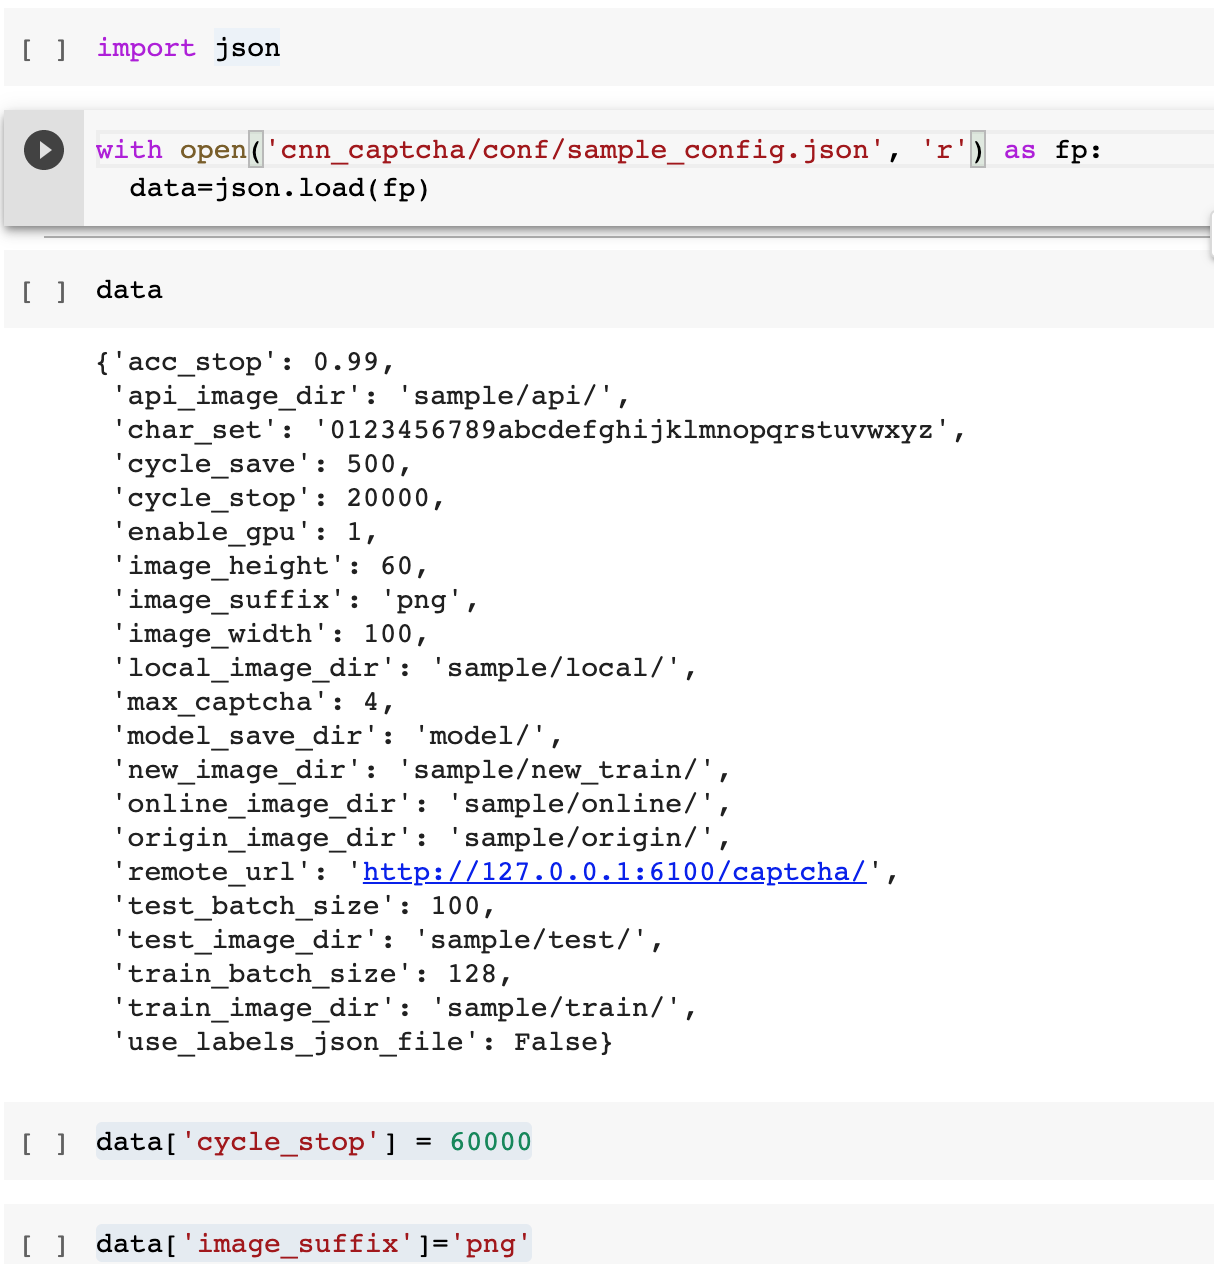 [ ] import json
with open('cnn_captcha/conf/sample_config.json', 'r') as fp:
  data=json.load(fp)
[ ] data
{'acc_stop': 0.99,
 'api_image_dir': 'sample/api/',
 'char_set': '0123456789abcdefghijklmnopqrstuvwxyz',
 'cycle_save': 500,
 'cycle_stop': 20000,
 'enable_gpu': 1,
 'image_height': 60,
 'image_suffix': 'png',
 'image_width': 100,
 'local_image_dir': 'sample/local/',
 'max_captcha': 4,
 'model_save_dir': 'model/',
 'new_image_dir': 'sample/new_train/',
 'online_image_dir': 'sample/online/',
 'origin_image_dir': 'sample/origin/',
 'remote_url': 'http://127.0.0.1:6100/captcha/',
 'test_batch_size': 100,
 'test_image_dir': 'sample/test/',
 'train_batch_size': 128,
 'train_image_dir': 'sample/train/',
 'use_labels_json_file': False}
[ ] data['cycle_stop'] = 60000
[ ] data['image_suffix']='png'